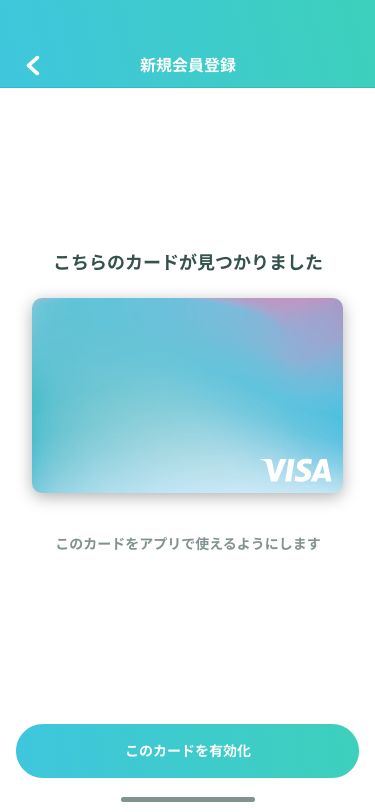 新規会員登録
こちらのカードが見つかりました
VISA
このカードをアプリで使えるようにします
このカードを有効化